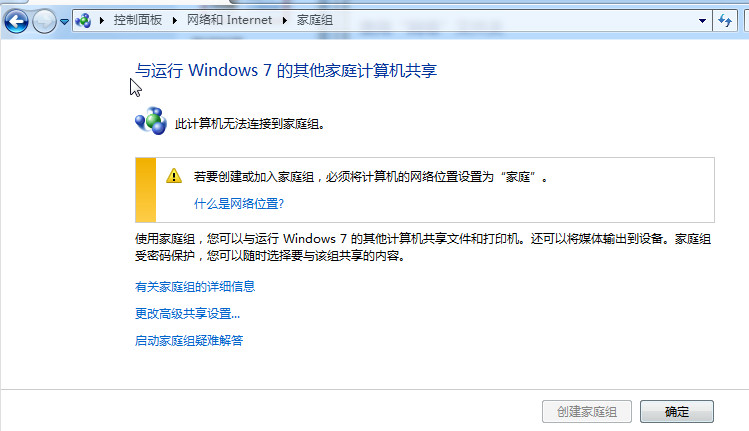 控制面板 网络和 Internet 家庭组
与运行 Windows 7 的其他家庭计算机共享
此计算机无法连接到家庭组。
若要创建或加入家庭组，必须将计算机的网络位置设置为“家庭”。
什么是网络位置?
使用家庭组，您可以与运行 Windows 7 的其他计算机共享文件和打印机。还可以将媒体输出到设备。家庭组
受密码保护，您可以随时选择要与该组共享的内容。
有关家庭组的详细信息
更改高级共享设置...
启动家庭组疑难解答
创建家庭组 确定